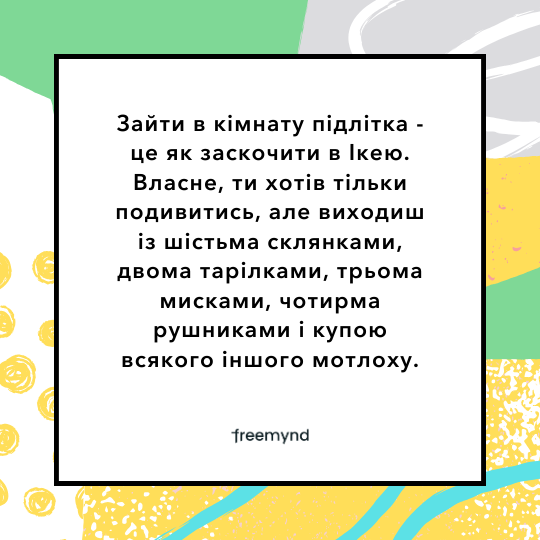 Зайти в кімнату підлітка -
це як заскочити в Ікею.
Власне, ти хотів тільки
подивитись, але виходиш
із шістьма склянками,
двома тарілками, трьома
мисками, чотирма
рушниками і купою
всякого іншого мотлоху.
freemynd